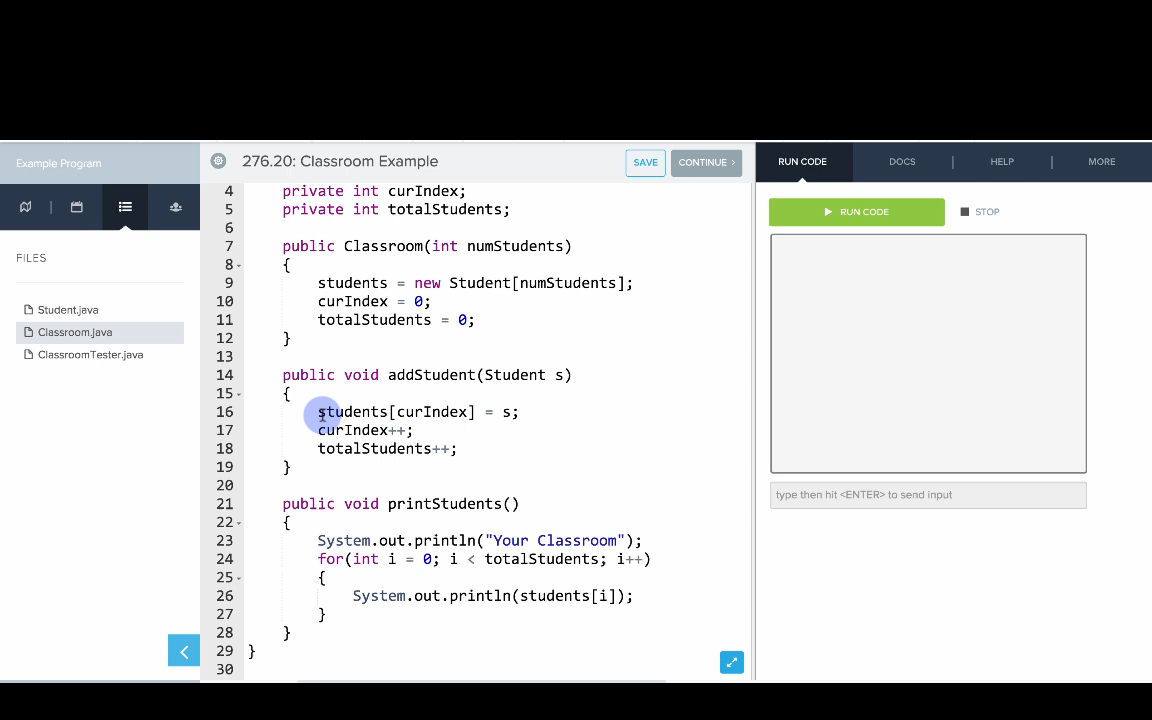 Example Program
276.20: Classroom Example
SAVE
CONTINUE >
RUN CODE
DOCS
HELP
MORE
FILES
Student.java
Classroom.java
ClassroomTester.java
4 private int curIndex;
5 private int totalStudents;
6
7 public Classroom(int numStudents)
8 {
9 students = new Student[numStudents];
10 curIndex = 0;
11 totalStudents = 0;
12 }
13
14 public void addStudent(Student s)
15 {
16 students[curIndex] = s;
17 curIndex++;
18 totalStudents++;
19 }
20
21 public void printStudents()
22 {
23 System.out.println("Your Classroom");
24 for(int i = 0; i < totalStudents; i++)
25 {
26 System.out.println(students[i]);
27 }
28 }
29 }
30
RUN CODE
STOP
type then hit <ENTER> to send input